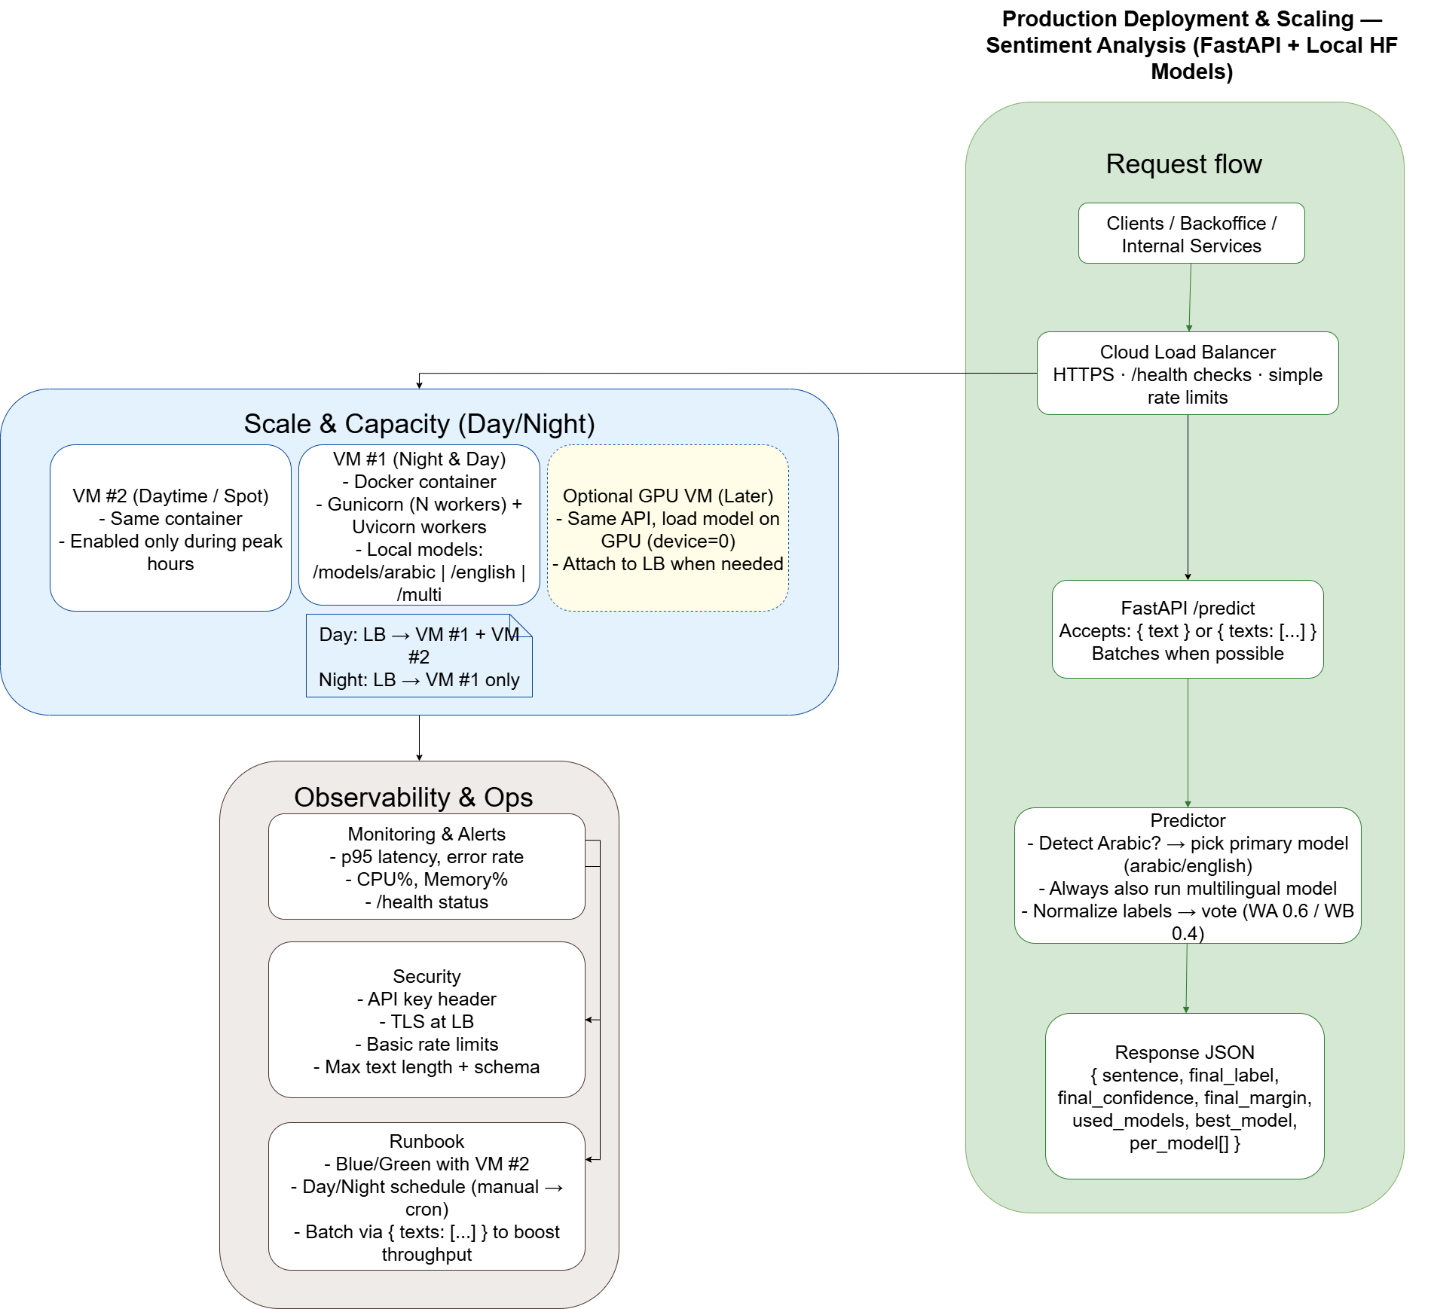 Production Deployment & Scaling —
Sentiment Analysis (FastAPI + Local HF
Models)
Request flow
Clients / Backoffice /
Internal Services
Cloud Load Balancer
HTTPS · /health checks · simple
rate limits
FastAPI /predict
Accepts: { text } or { texts: [...] }
Batches when possible
Predictor
- Detect Arabic? → pick primary model
(arabic/english)
- Always also run multilingual model
- Normalize labels → vote (WA 0.6 / WB
0.4)
Response JSON
{ sentence, final_label,
final_confidence, final_margin,
used_models, best_model,
per_model[] }
Scale & Capacity (Day/Night)
VM #2 (Daytime / Spot)
- Same container
- Enabled only during peak
hours
VM #1 (Night & Day)
- Docker container
- Gunicorn (N workers) +
Uvicorn workers
- Local models:
/models/arabic | /english |
/multi
Optional GPU VM (Later)
- Same API, load model on
GPU (device=0)
- Attach to LB when needed
Day: LB → VM #1 + VM
#2
Night: LB → VM #1 only
Observability & Ops
Monitoring & Alerts
- p95 latency, error rate
- CPU%, Memory%
- /health status
Security
- API key header
- TLS at LB
- Basic rate limits
- Max text length + schema
Runbook
- Blue/Green with VM #2
- Day/Night schedule (manual →
cron)
- Batch via { texts: [...] } to boost
throughput